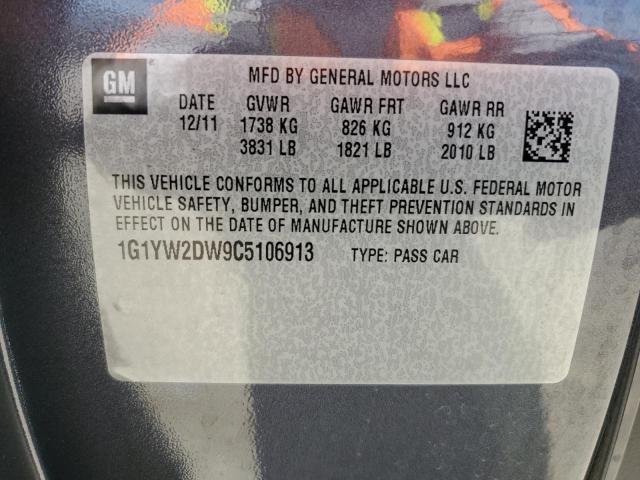 GM
MFD BY GENERAL MOTORS LLC
DATE GVWR GAWR FRT GAWR RR
12/11 1738 KG 826 KG 912 KG
3831 LB 1821 LB 2010 LB
THIS VEHICLE CONFORMS TO ALL APPLICABLE U.S. FEDERAL MOTOR
VEHICLE SAFETY, BUMPER, AND THEFT PREVENTION STANDARDS IN
EFFECT ON THE DATE OF MANUFACTURE SHOWN ABOVE.
1G1YW2DW9C5106913 TYPE: PASS CAR